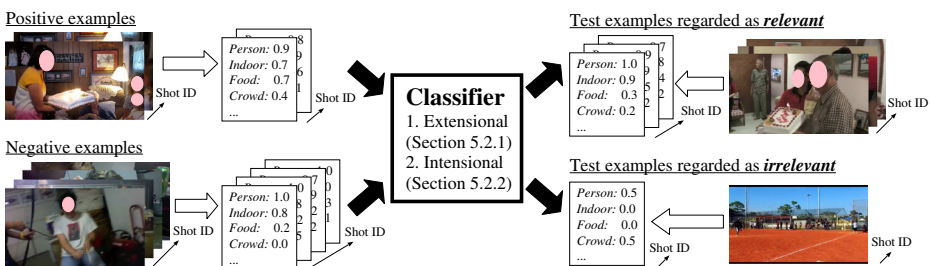 Positive examples
Person: 0.9
Indoor: 0.7
Food: 0.7
Crowd: 0.4
...
Shot ID
Shot ID
Negative examples
Person: 1.0
Indoor: 0.8
Food: 0.2
Crowd: 0.0
...
Shot ID
Shot ID
Classifier
1. Extensional
(Section 5.2.1)
2. Intensional
(Section 5.2.2)
Test examples regarded as relevant
Person: 1.0
Indoor: 0.9
Food: 0.3
Crowd: 0.2
...
Shot ID
Shot ID
Test examples regarded as irrelevant
Person: 0.5
Indoor: 0.0
Food: 0.0
Crowd: 0.5
...
Shot ID
Shot ID